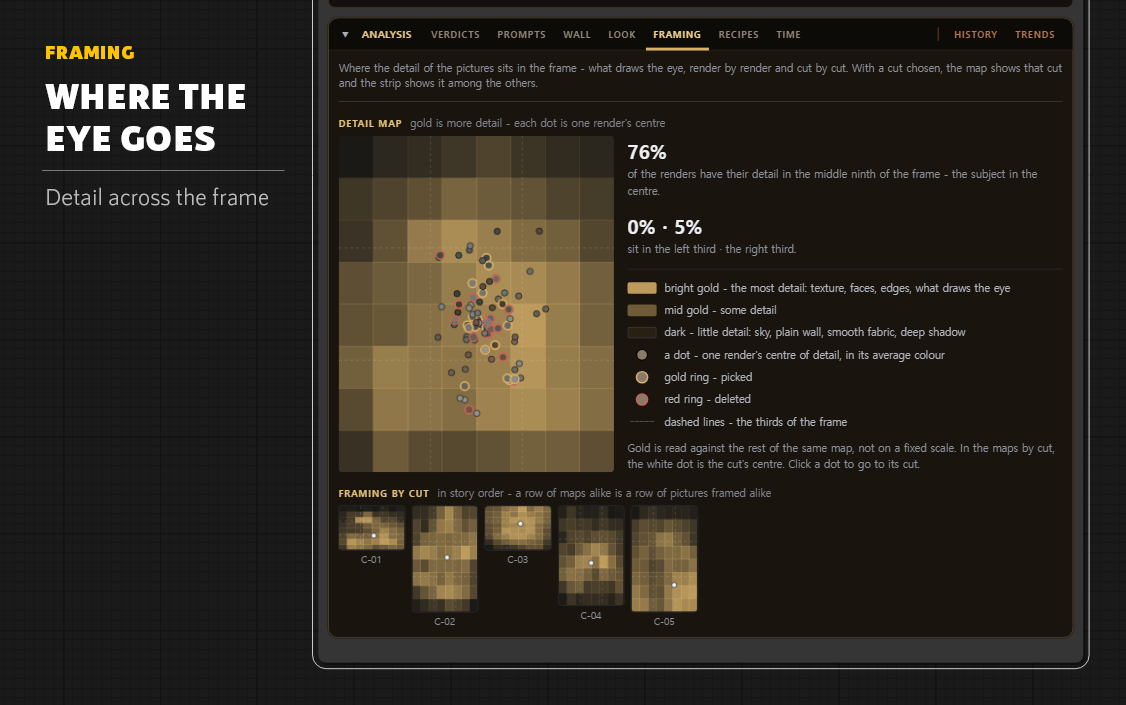 FRAMING
WHERE THE
EYE GOES
Detail across the frame
▼ ANALYSIS VERDICTS PROMPTS WALL LOOK FRAMING RECIPES TIME HISTORY TRENDS
Where the detail of the pictures sits in the frame - what draws the eye, render by render and cut by cut. With a cut chosen, the map shows that cut
and the strip shows it among the others.
DETAIL MAP gold is more detail - each dot is one render's centre
76%
of the renders have their detail in the middle ninth of the frame - the subject in the
centre.
0% · 5%
sit in the left third · the right third.
bright gold - the most detail: texture, faces, edges, what draws the eye
mid gold - some detail
dark - little detail: sky, plain wall, smooth fabric, deep shadow
a dot - one render's centre of detail, in its average colour
gold ring - picked
red ring - deleted
dashed lines - the thirds of the frame
Gold is read against the rest of the same map, not on a fixed scale. In the maps by cut,
the white dot is the cut's centre. Click a dot to go to its cut.
FRAMING BY CUT in story order - a row of maps alike is a row of pictures framed alike
C-01
C-02
C-03
C-04
C-05